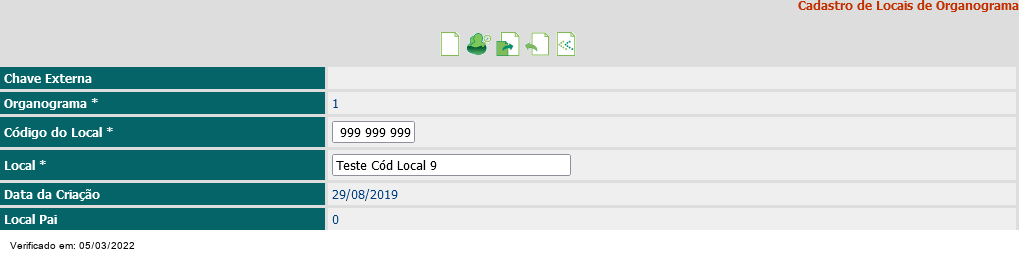 Cadastro de Locais de Organograma
Chave Externa
Organograma * 1
Código do Local * 999 999 999
Local * Teste Cód Local 9
Data da Criação 29/08/2019
Local Pai 0
Verificado em: 05/03/2022